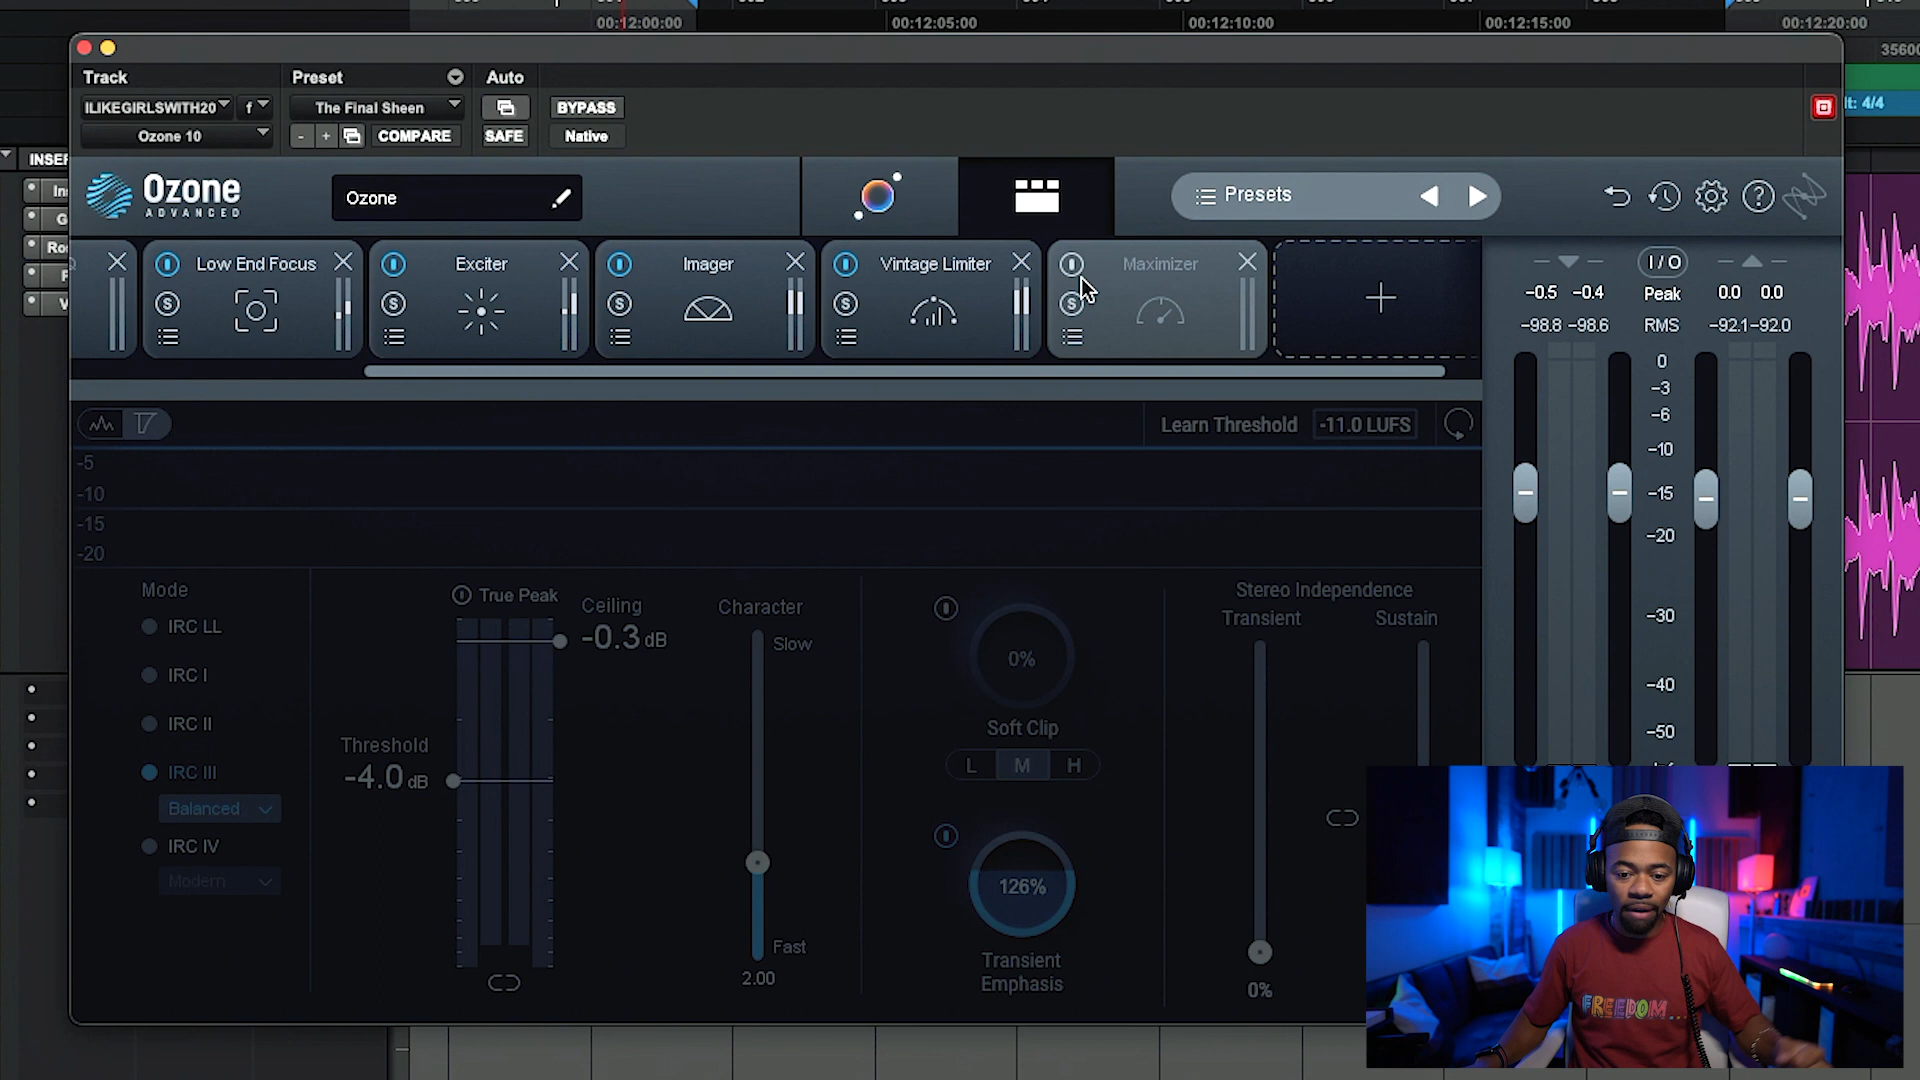 00:12:00:00 00:12:05:00 00:12:10:00 00:12:15:00 00:12:20:00
35600
Track Preset Auto
ILIKEGIRLSWITH20 f The Final Sheen BYPASS
4/4
Ozone 10 - + COMPARE SAFE Native
INSER
Ozone
ADVANCED
Ozone
Presets
?
Low End Focus Exciter Imager Vintage Limiter Maximizer
S S S S S
+
I / O
-0.5 -0.4 Peak 0.0 0.0
-98.8 -98.6 RMS -92.1 -92.0
0
-3
-6
-10
-15
-20
-30
-40
-50
Learn Threshold -11.0 LUFS
-5
-10
-15
-20
Mode
IRC LL
IRC I
IRC II
IRC III
Balanced
IRC IV
Modern
True Peak
Ceiling
-0.3 dB
Threshold
-4.0 dB
Character
Slow
Fast
2.00
0%
Soft Clip
L M H
126%
Transient
Emphasis
Stereo Independence
Transient Sustain
0%
FREEDOM...